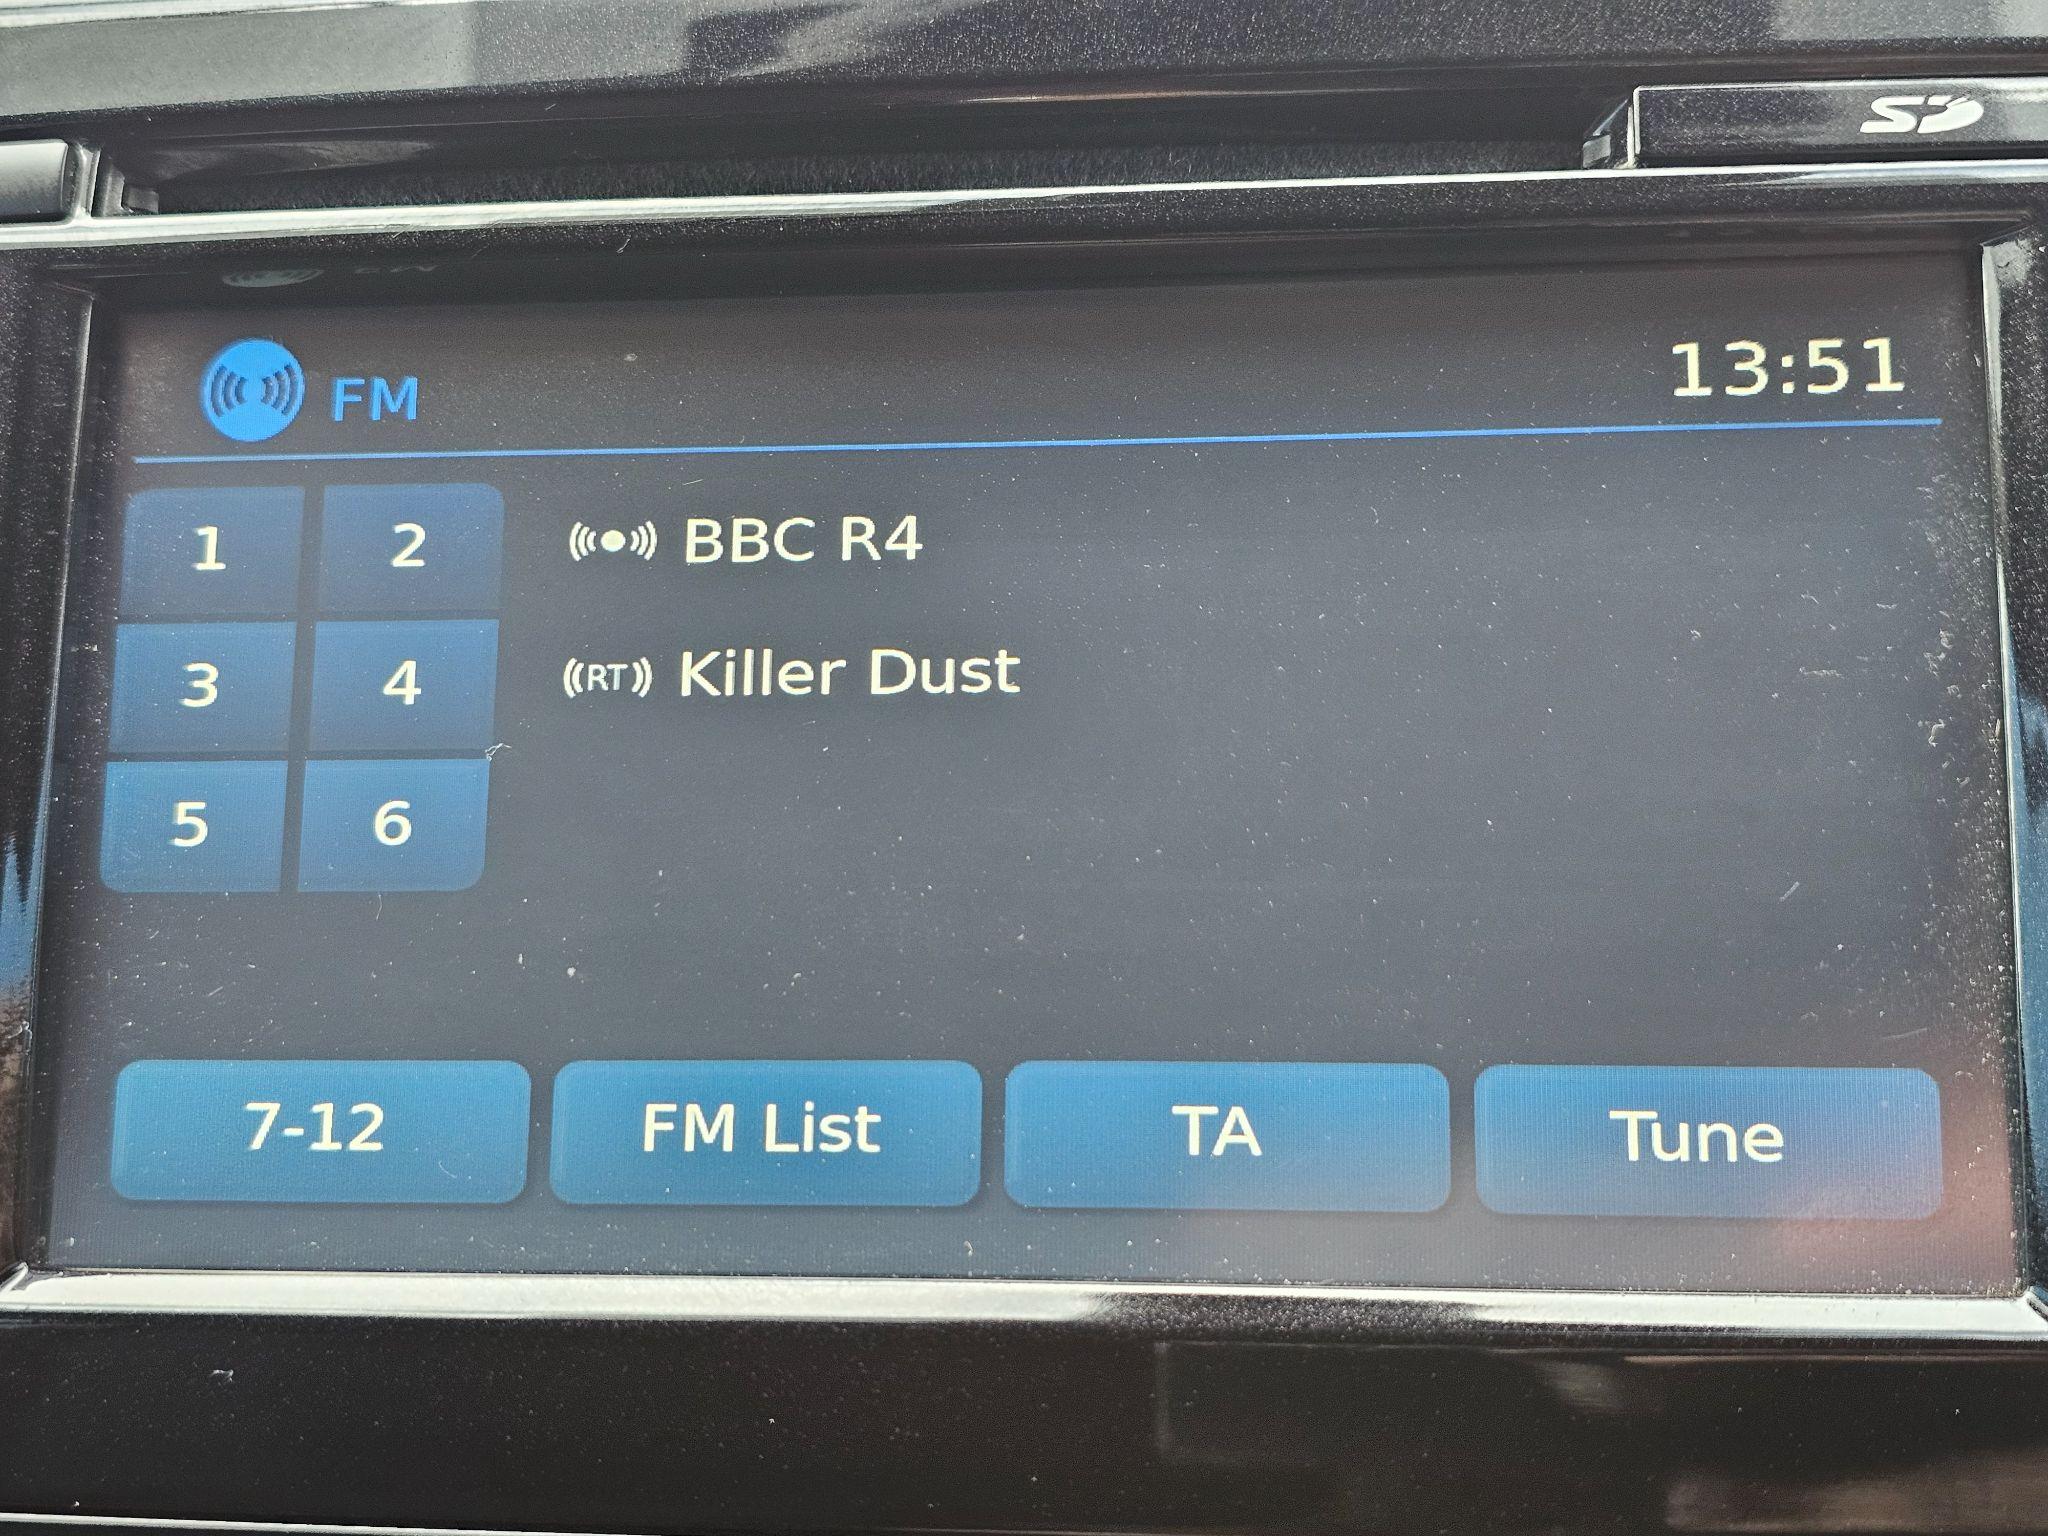 SD
FM 13:51
1 2 BBC R4
3 4 RT Killer Dust
5 6
7-12 FM List TA Tune